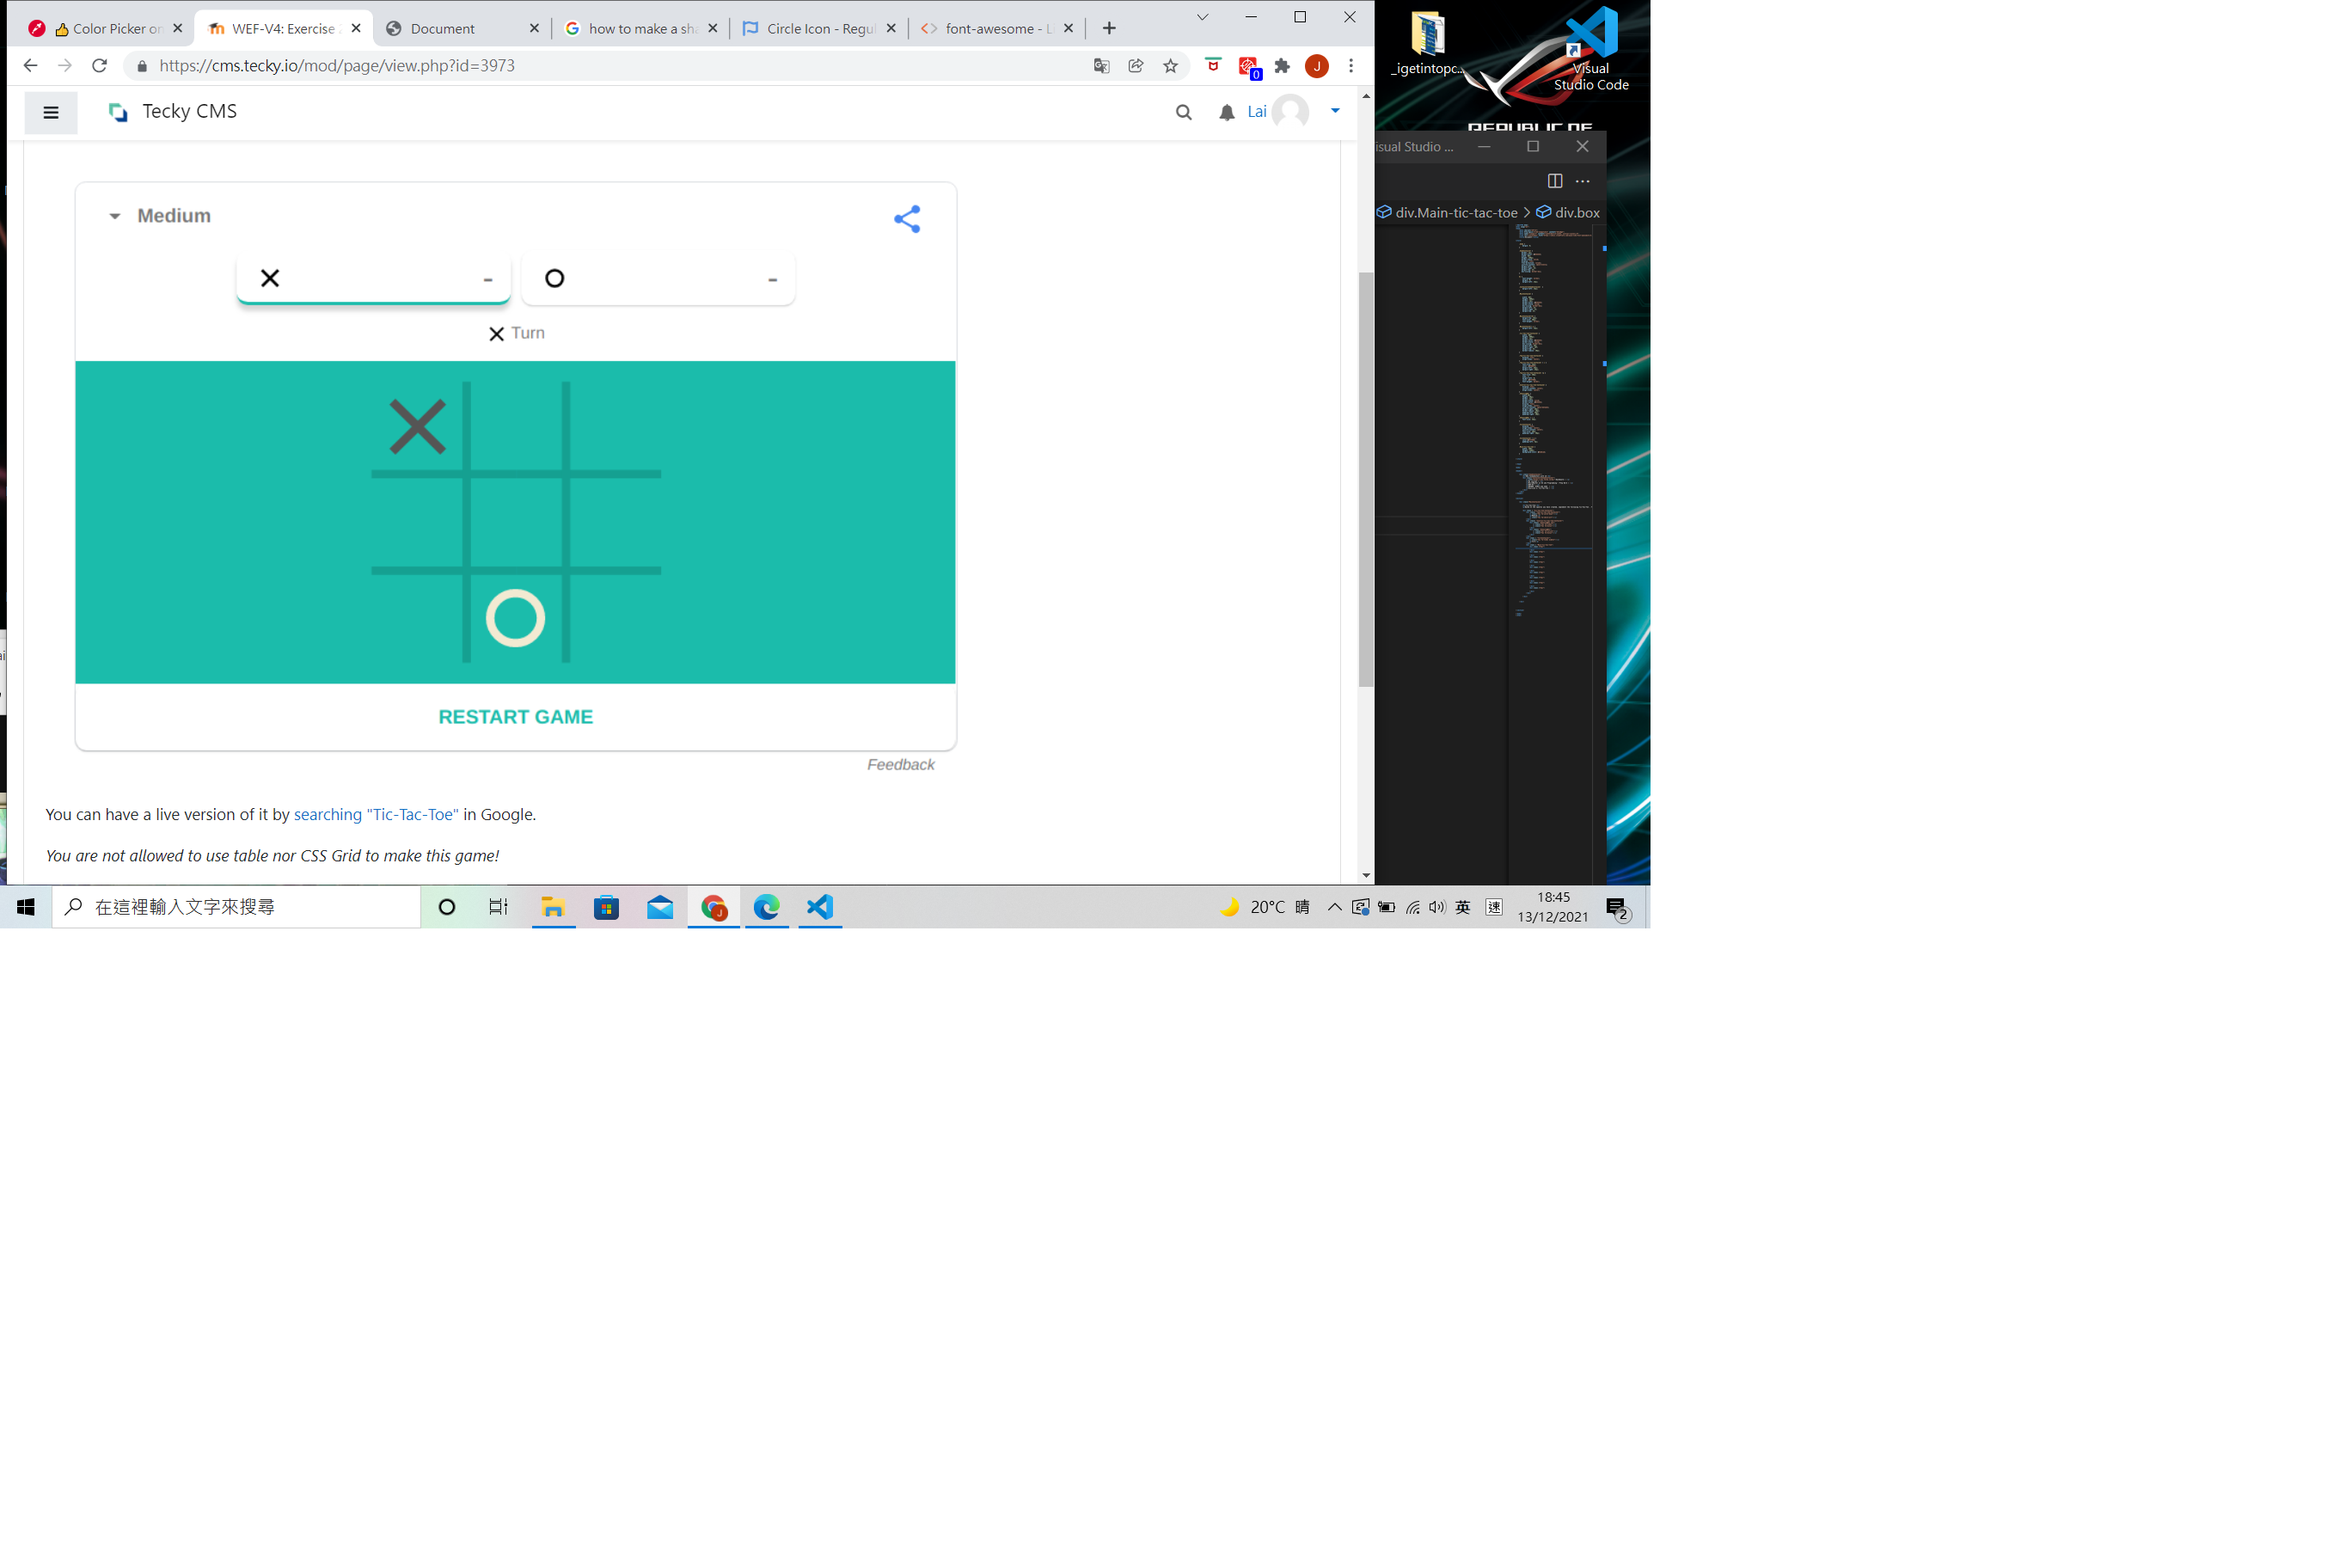 👍 Color Picker on
WEF-V4: Exercise
Document
how to make a sha
Circle Icon - Regul
font-awesome - Li
https://cms.tecky.io/mod/page/view.php?id=3973
0
J
Tecky CMS
Lai
Medium
-
-
Turn
RESTART GAME
Feedback
You can have a live version of it by searching "Tic-Tac-Toe" in Google.
You are not allowed to use table nor CSS Grid to make this game!
_igetintopc...
Visual
Studio Code
REPUBLIC OF
isual Studio ...
div.Main-tic-tac-toe > div.box
在這裡輸入文字來搜尋
J
20°C 晴
英
速
18:45
13/12/2021
2